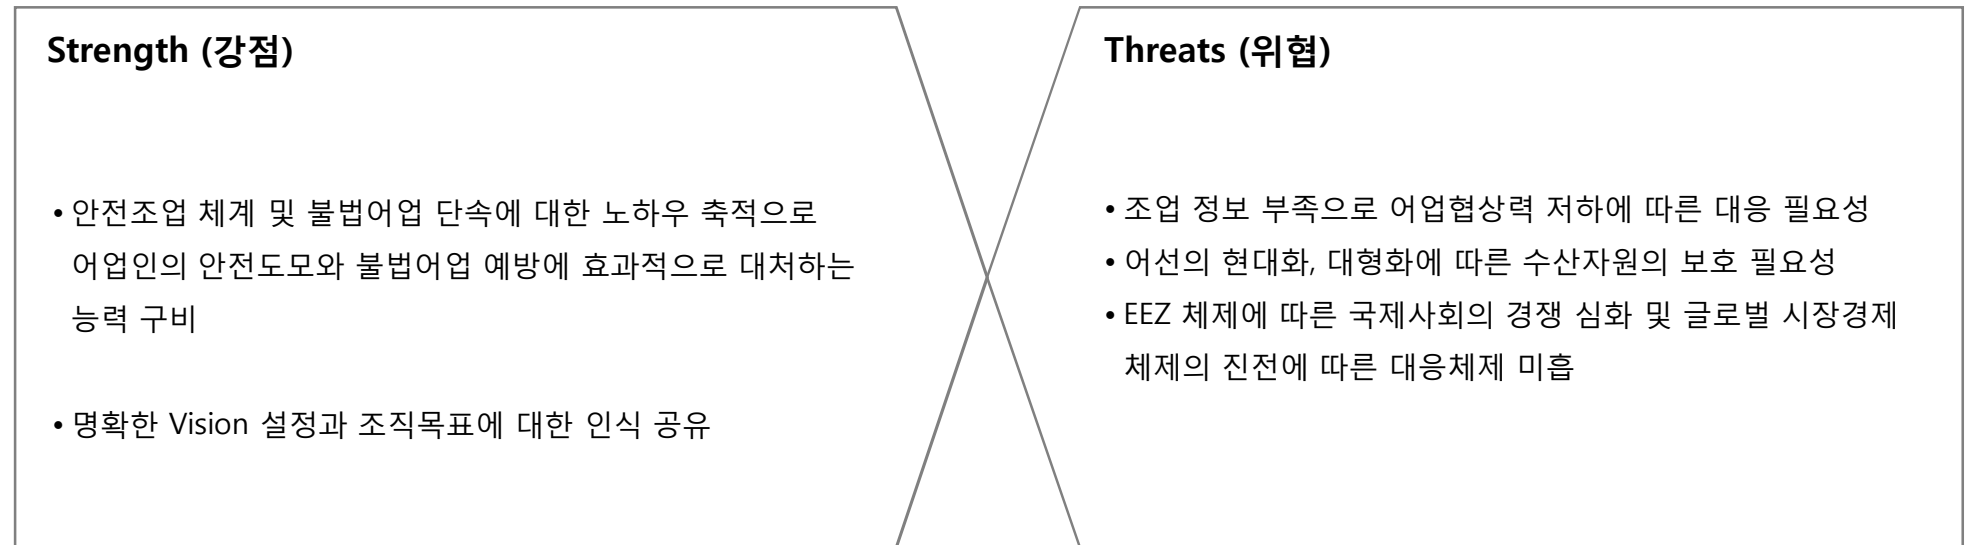 Strength (강점)
• 안전조업 체계 및 불법어업 단속에 대한 노하우 축적으로
어업인의 안전도모와 불법어업 예방에 효과적으로 대처하는
능력 구비
• 명확한 Vision 설정과 조직목표에 대한 인식 공유
Threats (위협)
• 조업 정보 부족으로 어업협상력 저하에 따른 대응 필요성
• 어선의 현대화, 대형화에 따른 수산자원의 보호 필요성
• EEZ 체제에 따른 국제사회의 경쟁 심화 및 글로벌 시장경제
체제의 진전에 따른 대응체제 미흡